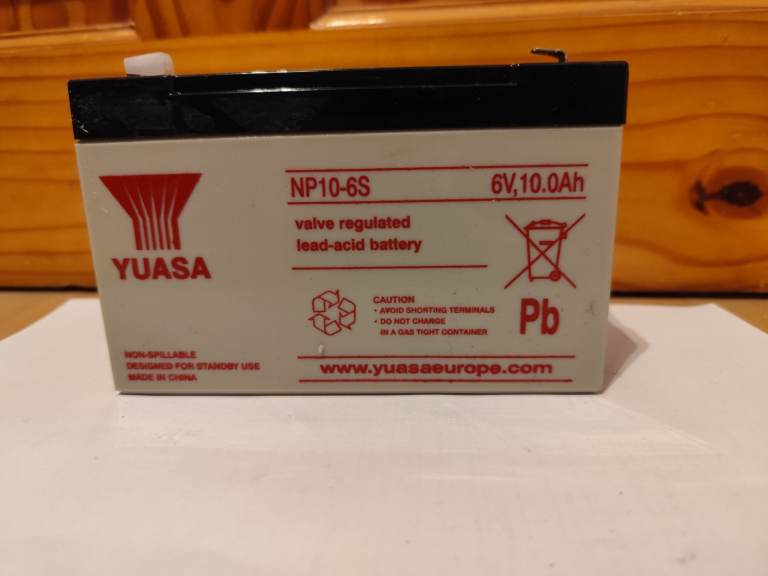 NP10-6S 6V,10.0Ah
valve regulated
lead-acid battery
YUASA
CAUTION
• AVOID SHORTING TERMINALS
• DO NOT CHARGE
IN A GAS TIGHT CONTAINER
Pb
NON-SPILLABLE
DESIGNED FOR STANDBY USE
MADE IN CHINA
www.yuasaeurope.com